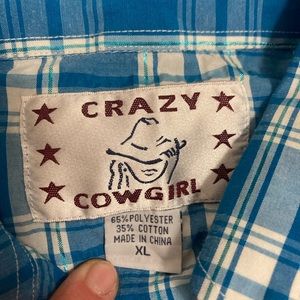 CRAZY
COWGIRL
65% POLYESTER
35% COTTON
MADE IN CHINA
XL